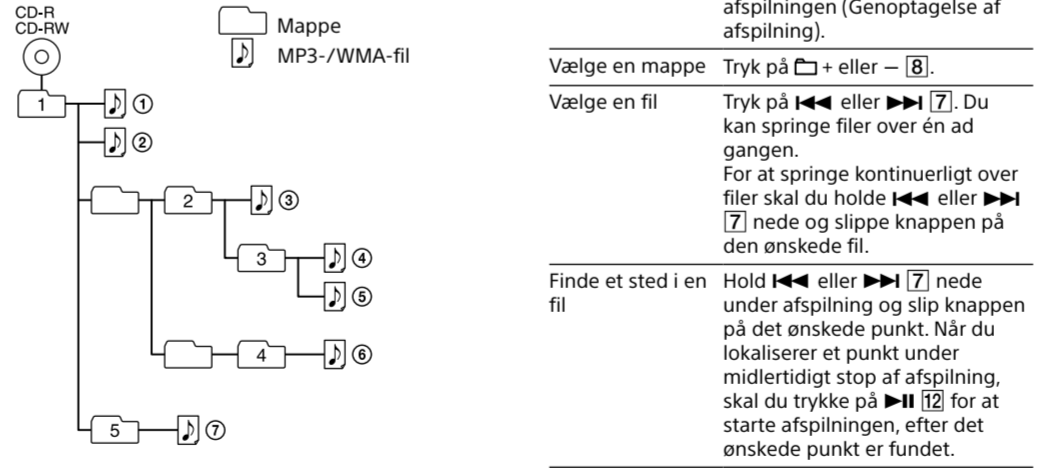 CD-R
CD-RW
Mappe
MP3-/WMA-fil
1
①
②
2
③
3
④
⑤
4
⑥
5
⑦
afspilningen (Genoptagelse af
afspilning).
Vælge en mappe Tryk på + eller – 8.
Vælge en fil Tryk på ⏮ eller ⏭ 7. Du
kan springe filer over én ad
gangen.
For at springe kontinuerligt over
filer skal du holde ⏮ eller ⏭
7 nede og slippe knappen på
den ønskede fil.
Finde et sted i en Hold ⏮ eller ⏭ 7 nede
fil under afspilning og slip knappen
på det ønskede punkt. Når du
lokaliserer et punkt under
midlertidigt stop af afspilning,
skal du trykke på ⏯ 12 for at
starte afspilningen, efter det
ønskede punkt er fundet.